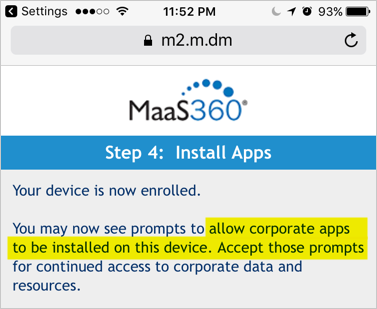 Settings 11:52 PM 93%
m2.m.dm
MaaS360®
Step 4: Install Apps
Your device is now enrolled.
You may now see prompts to allow corporate apps
to be installed on this device. Accept those prompts
for continued access to corporate data and
resources.